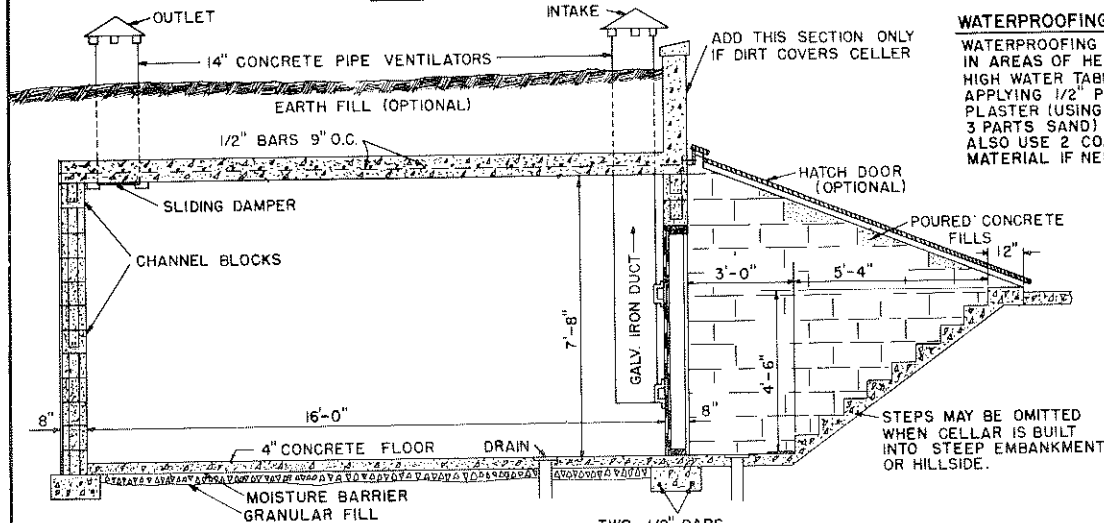 OUTLET
INTAKE
14" CONCRETE PIPE VENTILATORS
ADD THIS SECTION ONLY
IF DIRT COVERS CELLER
WATERPROOFING
WATERPROOFING
IN AREAS OF
HIGH WATER
APPLYING 1/2"
PLASTER (USING
3 PARTS SAND)
ALSO USE 2
MATERIAL IF
EARTH FILL (OPTIONAL)
1/2" BARS 9" O.C.
SLIDING DAMPER
HATCH DOOR
(OPTIONAL)
POURED CONCRETE
FILLS
12"
CHANNEL BLOCKS
3'-0"
5'-4"
GALV. IRON DUCT
7'-8"
4'-6"
8"
16'-0"
8"
STEPS MAY BE OMITTED
WHEN CELLAR IS BUILT
INTO STEEP EMBANKMENT
OR HILLSIDE.
4" CONCRETE FLOOR
DRAIN
MOISTURE BARRIER
GRANULAR FILL
TWO 1/2" BARS